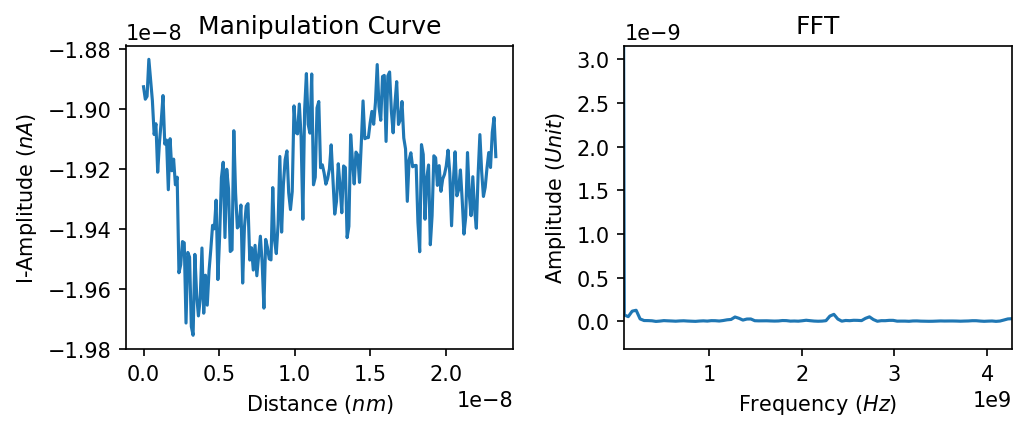 Manipulation Curve
1e−8
−1.88
−1.90
−1.92
−1.94
−1.96
−1.98
I-Amplitude (nA)
0.0 0.5 1.0 1.5 2.0
Distance (nm)
1e−8
FFT
1e−9
3.0
2.5
2.0
1.5
1.0
0.5
0.0
Amplitude (Unit)
1 2 3 4
Frequency (Hz)
1e9